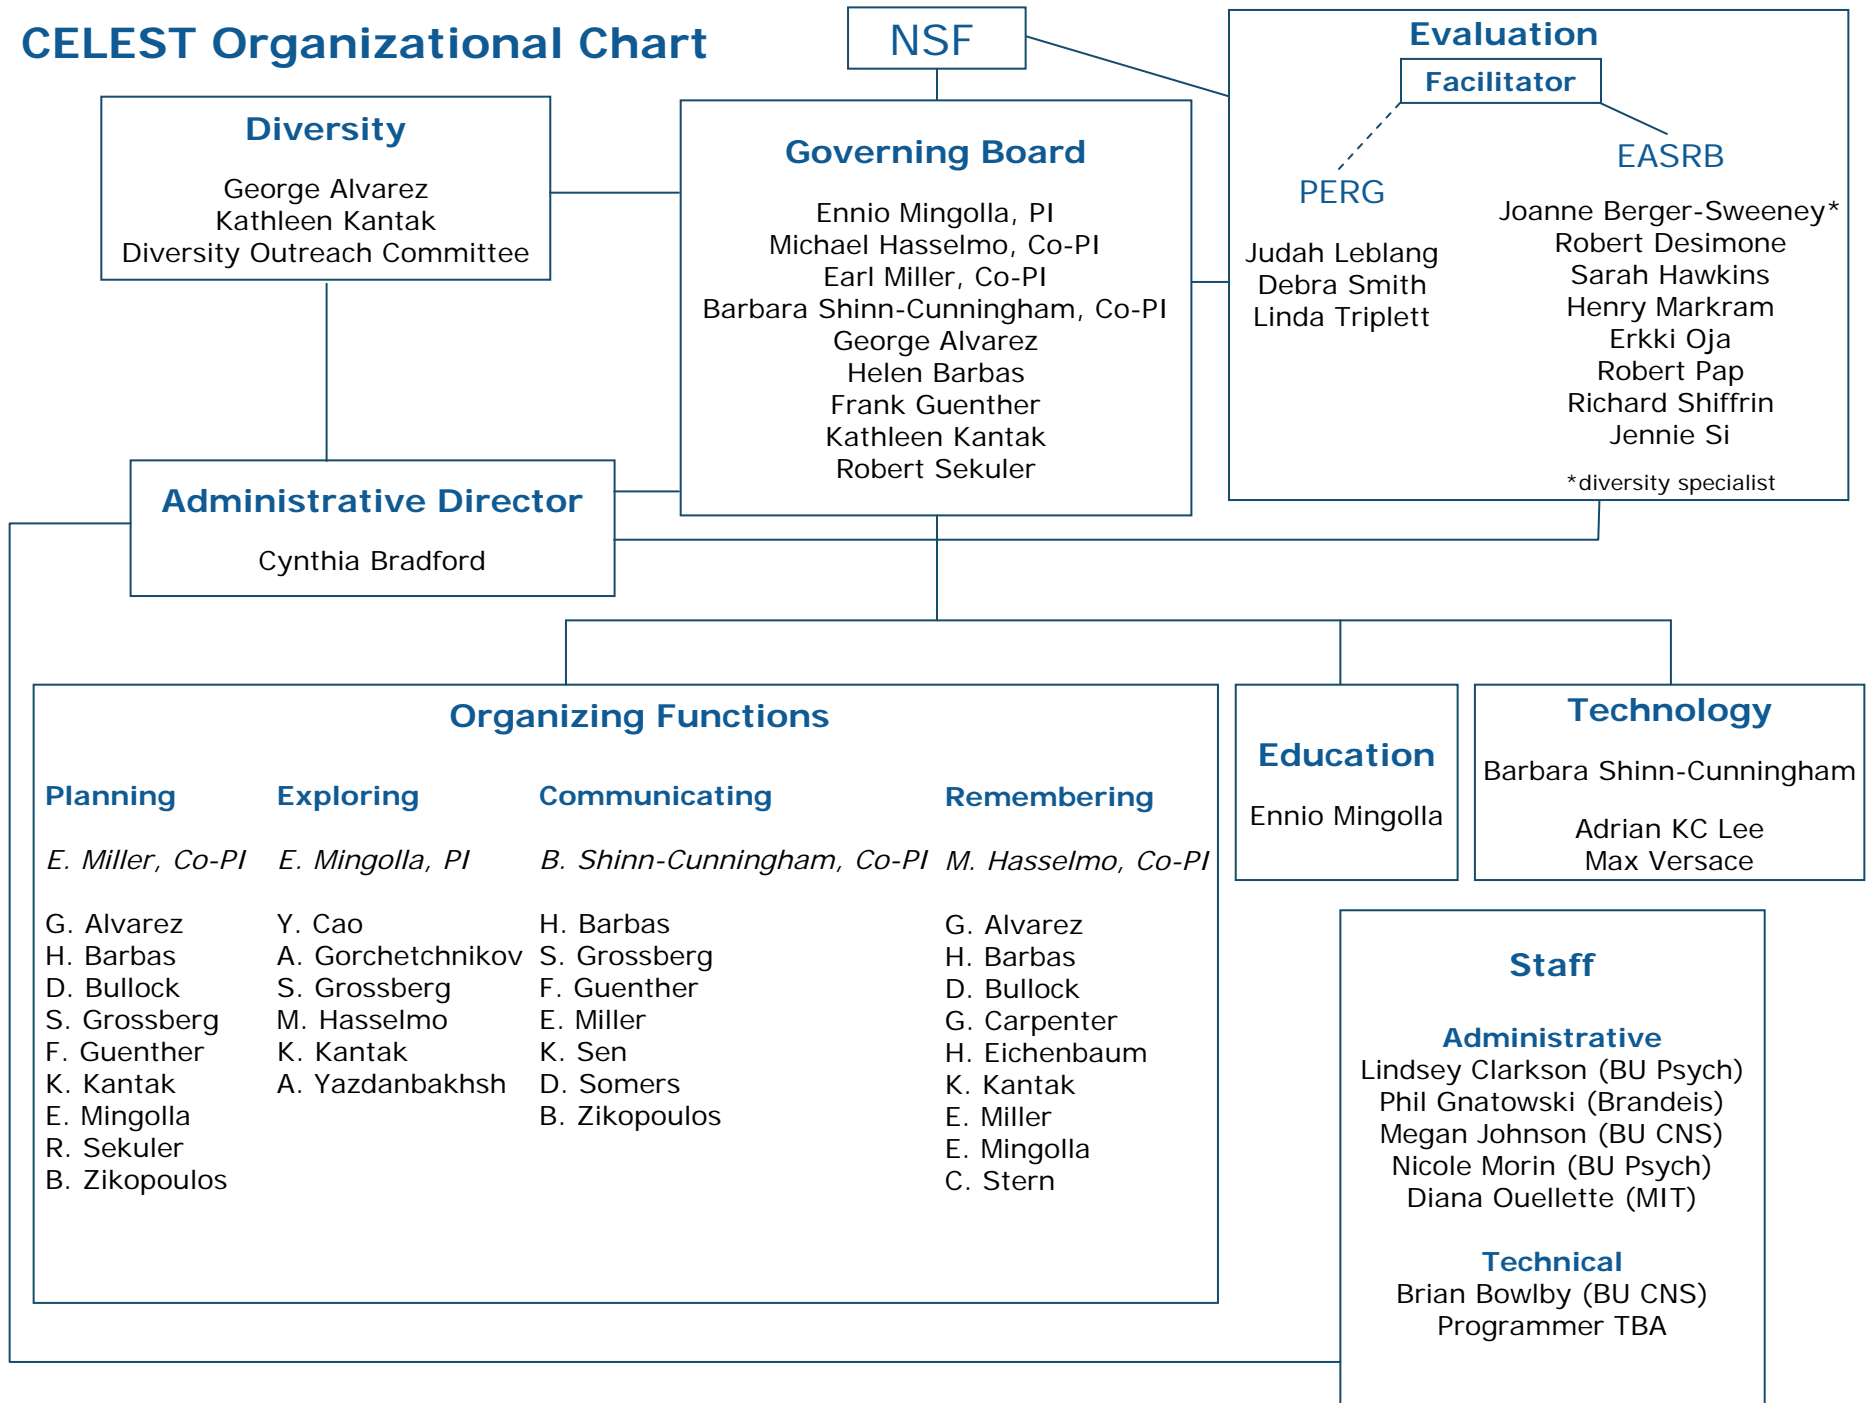 CELEST Organizational Chart
NSF
Diversity
George Alvarez
Kathleen Kantak
Diversity Outreach Committee
Governing Board
Ennio Mingolla, PI
Michael Hasselmo, Co-PI
Earl Miller, Co-PI
Barbara Shinn-Cunningham, Co-PI
George Alvarez
Helen Barbas
Frank Guenther
Kathleen Kantak
Robert Sekuler
Evaluation
Facilitator
PERG
Judah Leblang
Debra Smith
Linda Triplett
EASRB
Joanne Berger-Sweeney*
Robert Desimone
Sarah Hawkins
Henry Markram
Erkki Oja
Robert Pap
Richard Shiffrin
Jennie Si
*diversity specialist
Administrative Director
Cynthia Bradford
Organizing Functions
Planning
E. Miller, Co-PI
G. Alvarez
H. Barbas
D. Bullock
S. Grossberg
F. Guenther
K. Kantak
E. Mingolla
R. Sekuler
B. Zikopoulos
Exploring
E. Mingolla, PI
Y. Cao
A. Gorchetchnikov
S. Grossberg
M. Hasselmo
K. Kantak
A. Yazdanbakhsh
Communicating
B. Shinn-Cunningham, Co-PI
H. Barbas
S. Grossberg
F. Guenther
E. Miller
K. Sen
D. Somers
B. Zikopoulos
Remembering
M. Hasselmo, Co-PI
G. Alvarez
H. Barbas
D. Bullock
G. Carpenter
H. Eichenbaum
K. Kantak
E. Miller
E. Mingolla
C. Stern
Education
Ennio Mingolla
Technology
Barbara Shinn-Cunningham
Adrian KC Lee
Max Versace
Staff
Administrative
Lindsey Clarkson (BU Psych)
Phil Gnatowski (Brandeis)
Megan Johnson (BU CNS)
Nicole Morin (BU Psych)
Diana Ouellette (MIT)
Technical
Brian Bowlby (BU CNS)
Programmer TBA